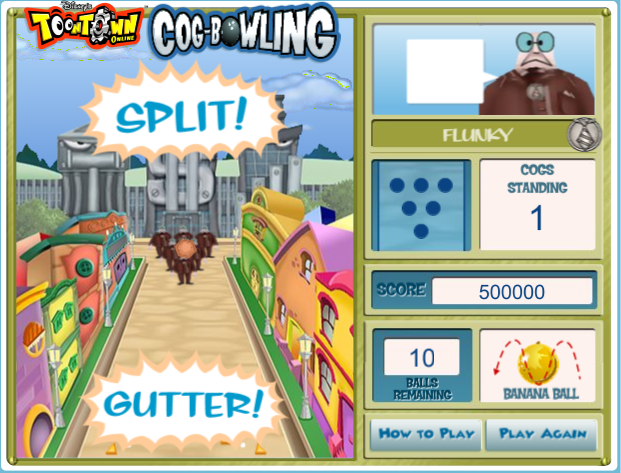 Disney's
TOONTOWN
ONLINE
COG-BOWLING
SPLIT!
GUTTER!
FLUNKY
COGS
STANDING
1
SCORE 500000
10
BALLS
REMAINING
BANANA BALL
HOW TO PLAY PLAY AGAIN